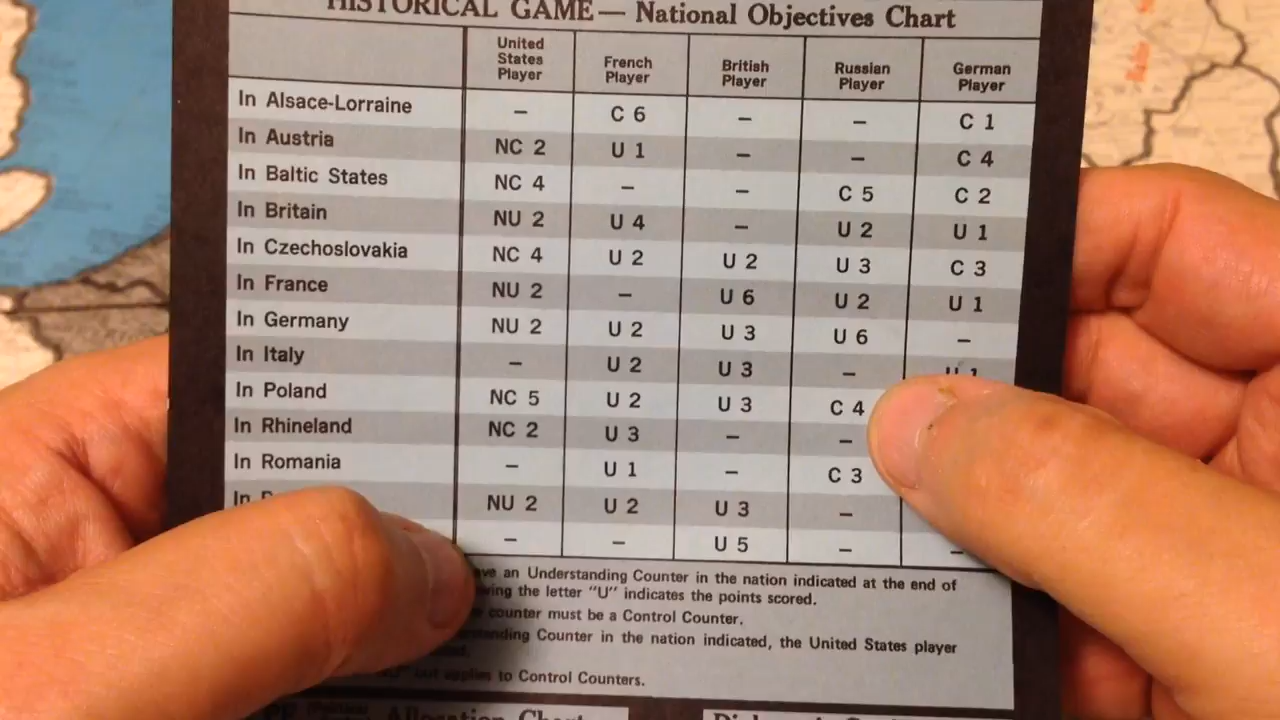 HISTORICAL GAME — National Objectives Chart
United States Player French Player British Player Russian Player German Player
In Alsace-Lorraine – C 6 – – C 1
In Austria NC 2 U 1 – – C 4
In Baltic States NC 4 – – C 5 C 2
In Britain NU 2 U 4 – U 2 U 1
In Czechoslovakia NC 4 U 2 U 2 U 3 C 3
In France NU 2 – U 6 U 2 U 1
In Germany NU 2 U 2 U 3 U 6 –
In Italy – U 2 U 3 – U 1
In Poland NC 5 U 2 U 3 C 4
In Rhineland NC 2 U 3 – –
In Romania – U 1 – C 3
In NU 2 U 2 U 3 –
– – U 5 – –
an Understanding Counter in the nation indicated at the end of
the letter "U" indicates the points scored.
counter must be a Control Counter.
Counter in the nation indicated, the United States player
but applies to Control Counters.
Allocation Chart